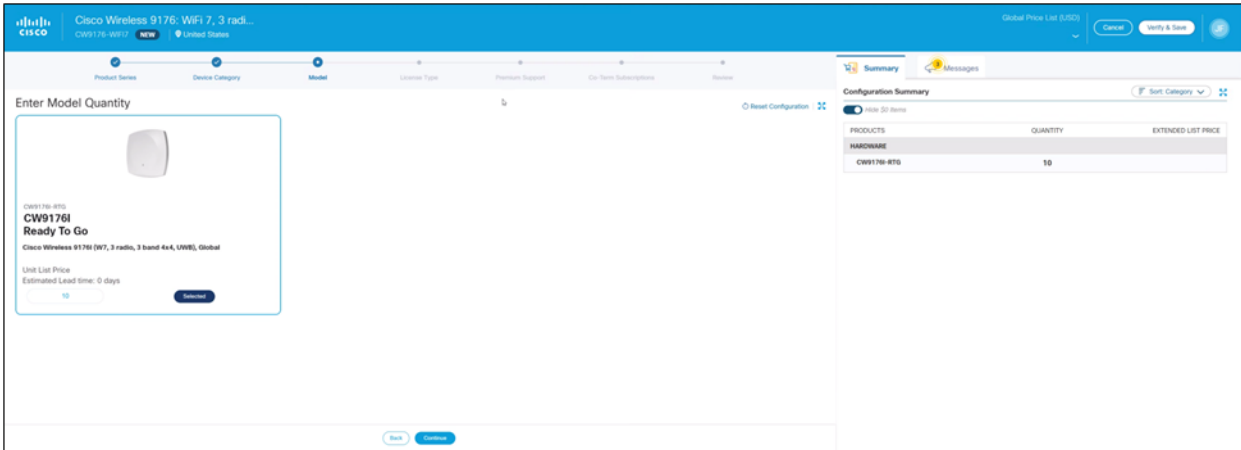 CISCO
Cisco Wireless 9176: WiFi 7, 3 radi...
CW9176-WIFI7 NEW United States
Global Price List (USD)
Cancel
Verify & Save
JF
Product Series
Device Category
Model
License Type
Premium Support
Co-Term Subscriptions
Review
Enter Model Quantity
Reset Configuration
CW9176I-RTG
CW9176I
Ready To Go
Cisco Wireless 9176I (W7, 3 radio, 3 band 4x4, UWB), Global
Unit List Price
Estimated Lead time: 0 days
10
Selected
Back
Continue
Summary
3
Messages
Configuration Summary
Sort: Category
Hide $0 Items
PRODUCTS QUANTITY EXTENDED LIST PRICE
HARDWARE
CW9176I-RTG 10